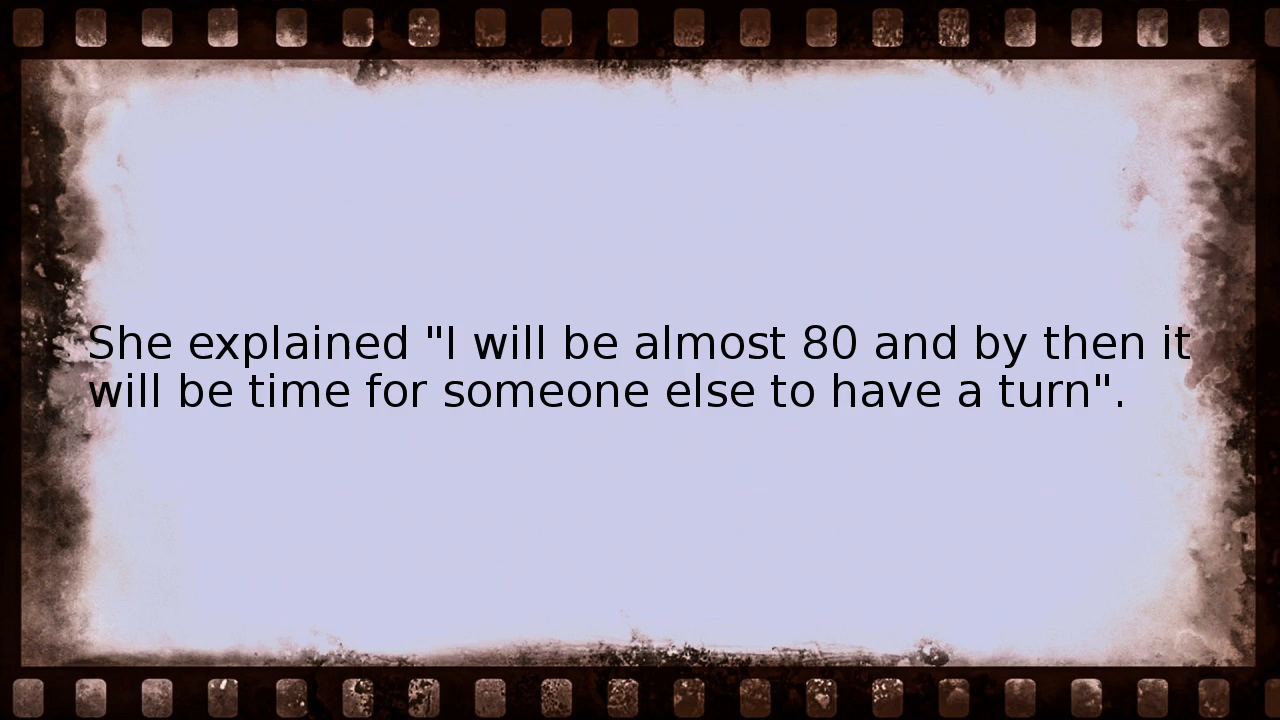 She explained "I will be almost 80 and by then it
will be time for someone else to have a turn".